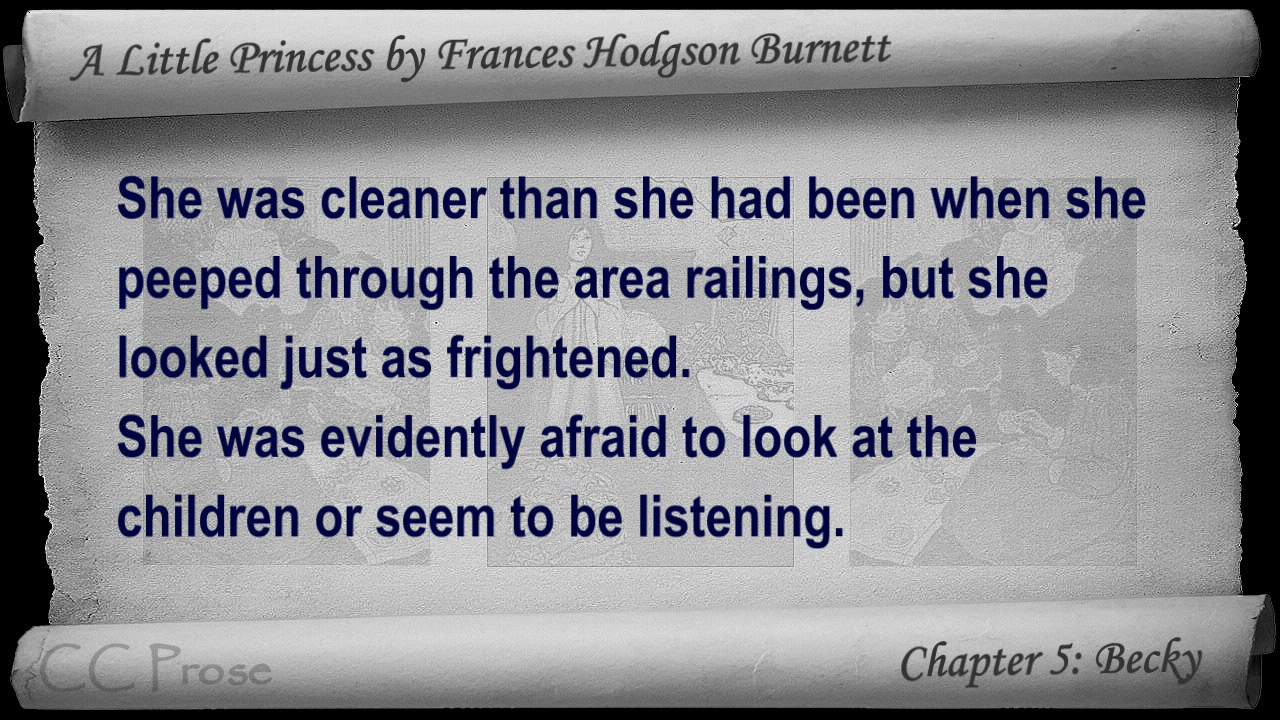 A Little Princess by Frances Hodgson Burnett
She was cleaner than she had been when she
peeped through the area railings, but she
looked just as frightened.
She was evidently afraid to look at the
children or seem to be listening.
CC Prose
Chapter 5: Becky